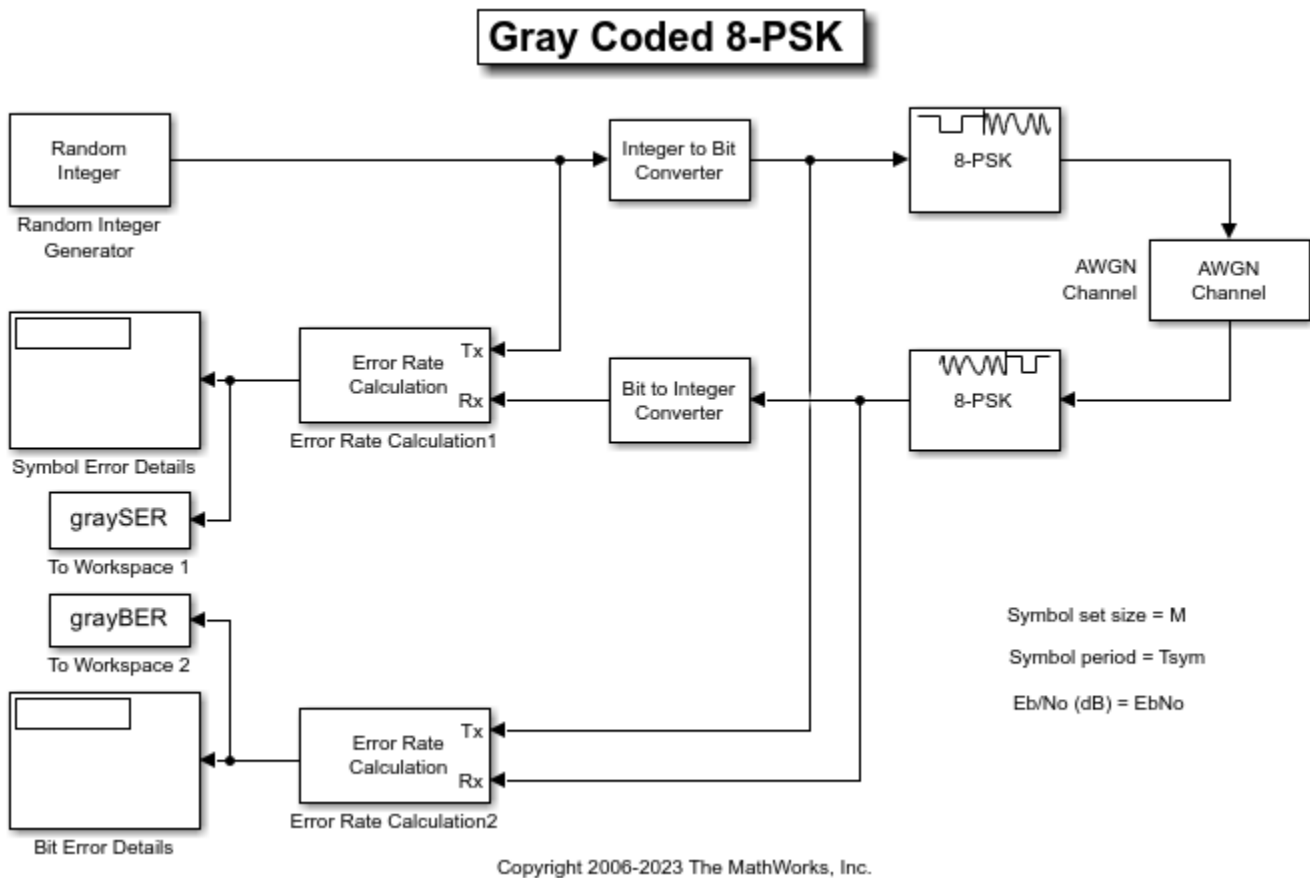 Gray Coded 8-PSK
Random
Integer
Random Integer
Generator
Integer to Bit
Converter
8-PSK
AWGN
Channel
AWGN
Channel
Symbol Error Details
Error Rate
Calculation
Tx
Rx
Error Rate Calculation1
Bit to Integer
Converter
8-PSK
graySER
To Workspace 1
grayBER
To Workspace 2
Bit Error Details
Error Rate
Calculation
Tx
Rx
Error Rate Calculation2
Symbol set size = M
Symbol period = Tsym
Eb/No (dB) = EbNo
Copyright 2006-2023 The MathWorks, Inc.